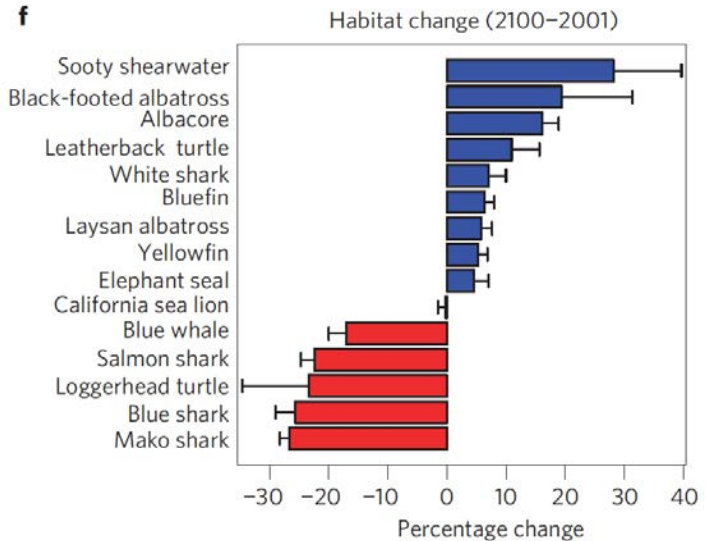 f
Habitat change (2100–2001)
Sooty shearwater
Black-footed albatross
Albacore
Leatherback turtle
White shark
Bluefin
Laysan albatross
Yellowfin
Elephant seal
California sea lion
Blue whale
Salmon shark
Loggerhead turtle
Blue shark
Mako shark
−30 −20 −10 0 10 20 30 40
Percentage change